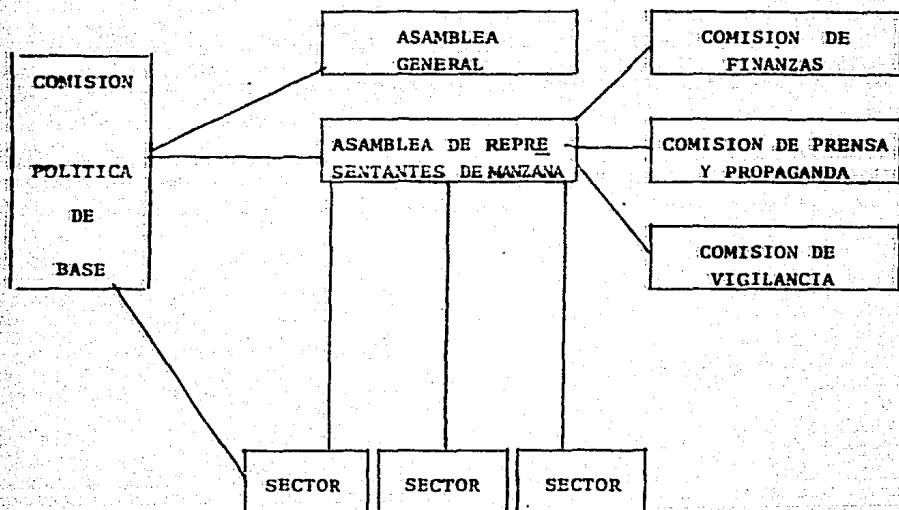 COMISION
POLITICA
DE
BASE
ASAMBLEA
GENERAL
ASAMBLEA DE REPRE
SENTANTES DE MANZANA
COMISION DE
FINANZAS
COMISION DE PRENSA
Y PROPAGANDA
COMISION DE
VIGILANCIA
SECTOR
SECTOR
SECTOR